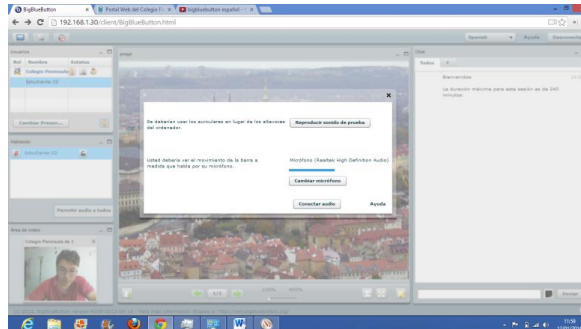 BigBlueButton
Portal Web del Colegio Pe
bigbluebutton español -
192.168.1.30/client/BigBlueButton.html
Spanish
Ayuda
Usuarios
Rol Nombre Estatus
Colegio Peninsula
Estudiante 02
Cambiar Presen...
Estudiante 02
Permitir audio a todos
Área de video
Colegio Peninsula de 1
Se deberían usar los auriculares en lugar de los altavoces
del ordenador.
Reproducir sonido de prueba
Usted debería ver el movimiento de la barra a
medida que habla por su micrófono.
Micrófono (Realtek High Definition Audio)
Cambiar micrófono
Conectar audio
Ayuda
100%
400%
Chat
Todos
Bienvenidos
La duración máxima para esta sesión es de 240
minutos.
11:59